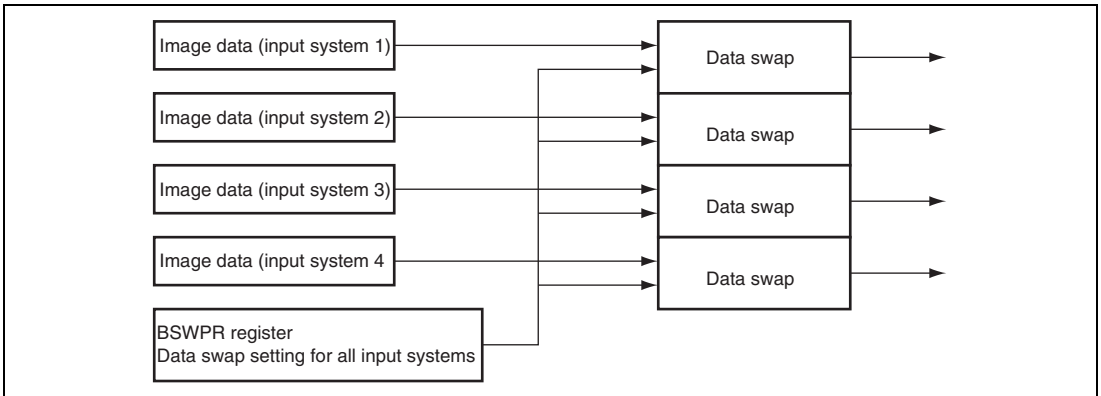 Image data (input system 1)
Data swap
Image data (input system 2)
Data swap
Image data (input system 3)
Data swap
Image data (input system 4
Data swap
BSWPR register
Data swap setting for all input systems